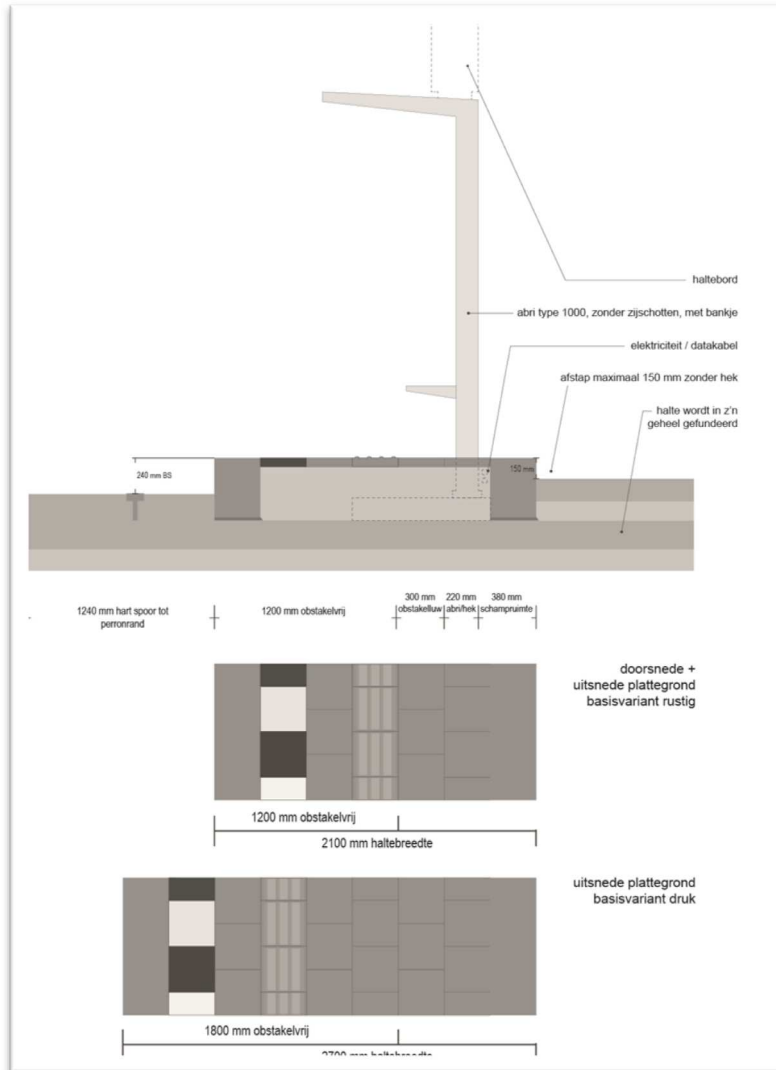 haltebord
abri type 1000, zonder zijschotten, met bankje
elektriciteit / datakabel
afstap maximaal 150 mm zonder hek
halte wordt in z'n
geheel gefundeerd
240 mm BS
150 mm
1240 mm hart spoor tot
perronrand
1200 mm obstakelvrij
300 mm
obstakelluw
220 mm
abri/hek
380 mm
schampruimte
doorsnede +
uitsnede plattegrond
basisvariant rustig
1200 mm obstakelvrij
2100 mm haltebreedte
uitsnede plattegrond
basisvariant druk
1800 mm obstakelvrij
2700 mm haltebreedte